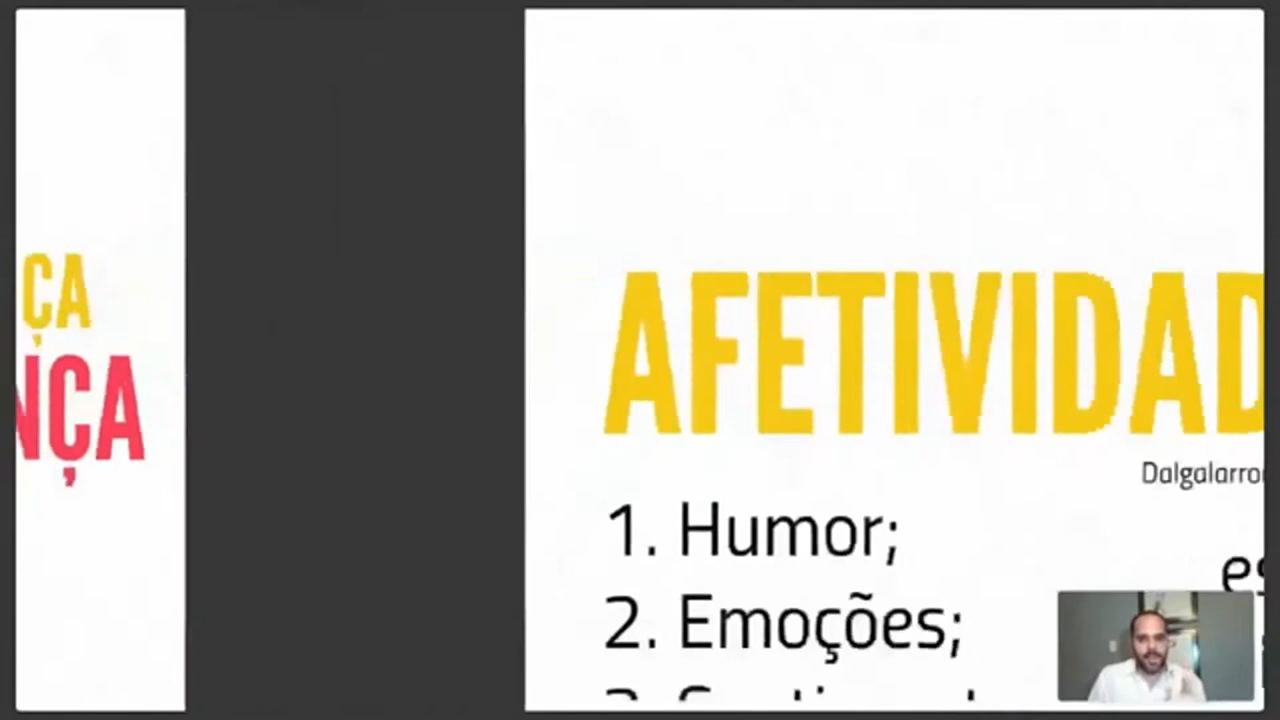 ÇA
NÇA
AFETIVIDAD
Dalgalarro
1. Humor;
2. Emoções;